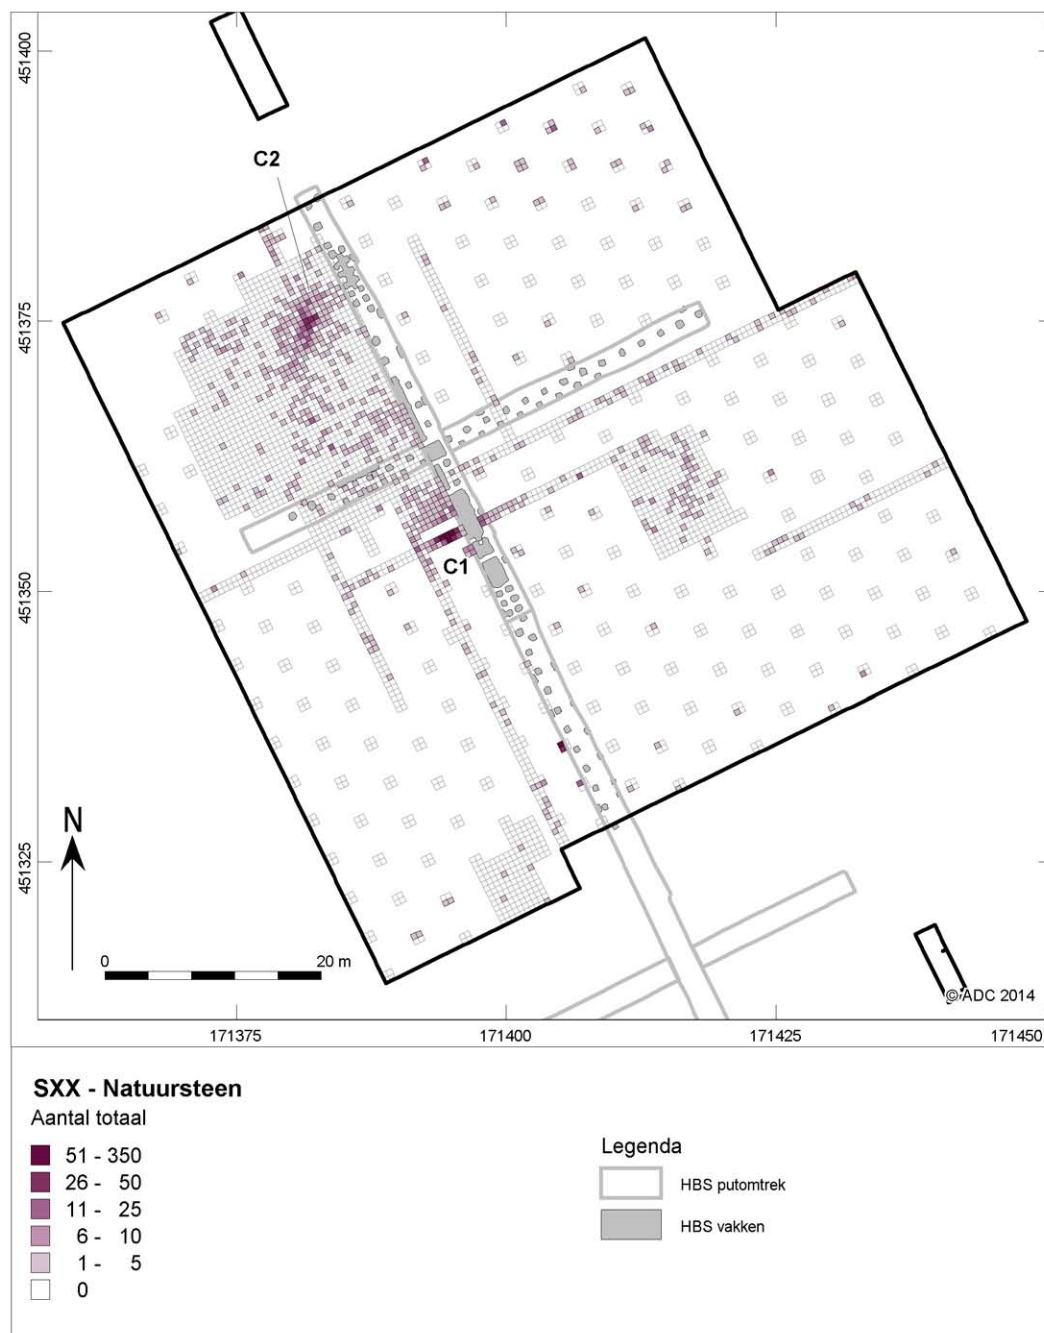 451400
C2
451375
C1
451350
N
451325
0 20 m
©ADC 2014
171375 171400 171425 171450
SXX - Natuursteen
Aantal totaal
51 - 350
26 - 50
11 - 25
6 - 10
1 - 5
0
Legenda
HBS putomtrek
HBS vakken